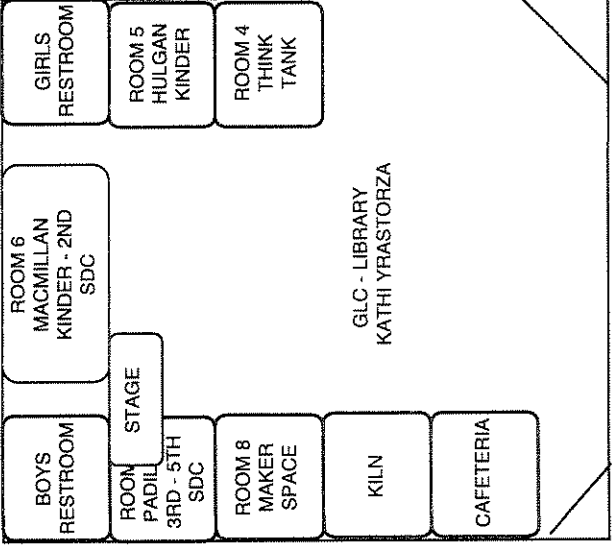 GIRLS
RESTROOM
ROOM 5
HULGAN
KINDER
ROOM 4
THINK
TANK
ROOM 6
MACMILLAN
KINDER - 2ND
SDC
GLC - LIBRARY
KATHI YRASTORZA
BOYS
RESTROOM
STAGE
ROOM
3RD - 5TH
SDC
ROOM 8
MAKER
SPACE
KILN
CAFETERIA